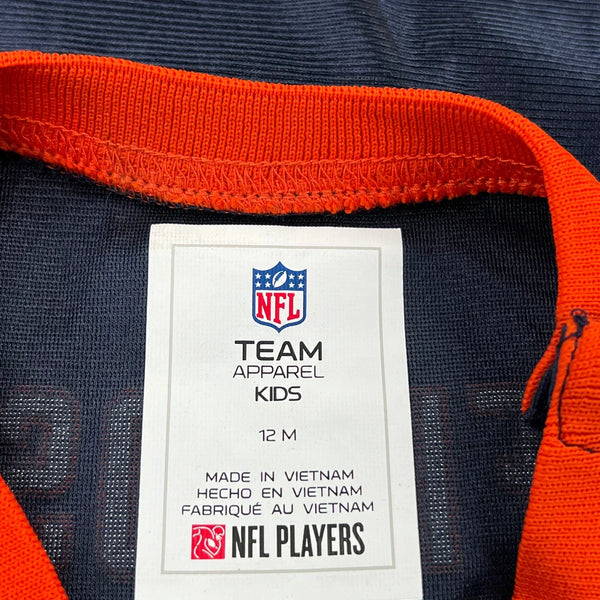 NFL
TEAM
APPAREL
KIDS
12 M
MADE IN VIETNAM
HECHO EN VIETNAM
FABRIQUÉ AU VIETNAM
NFL PLAYERS